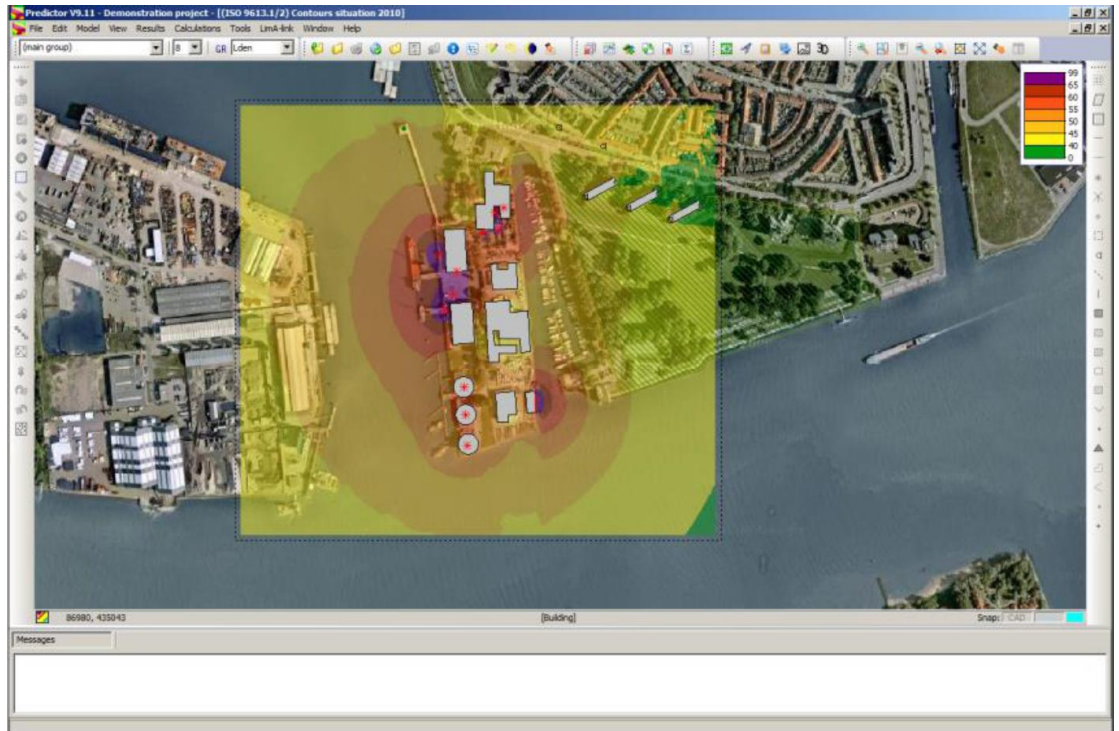 Predictor V9.11 - Demonstration project - [(ISO 9613.1/2) Contours situation 2010]
File Edit Model View Results Calculations Tools LimA-link Window Help
(main group) 8 GR Lden 3D
99
65
60
55
50
45
40
0
86980, 435043 [Building] Snap: CAD
Messages